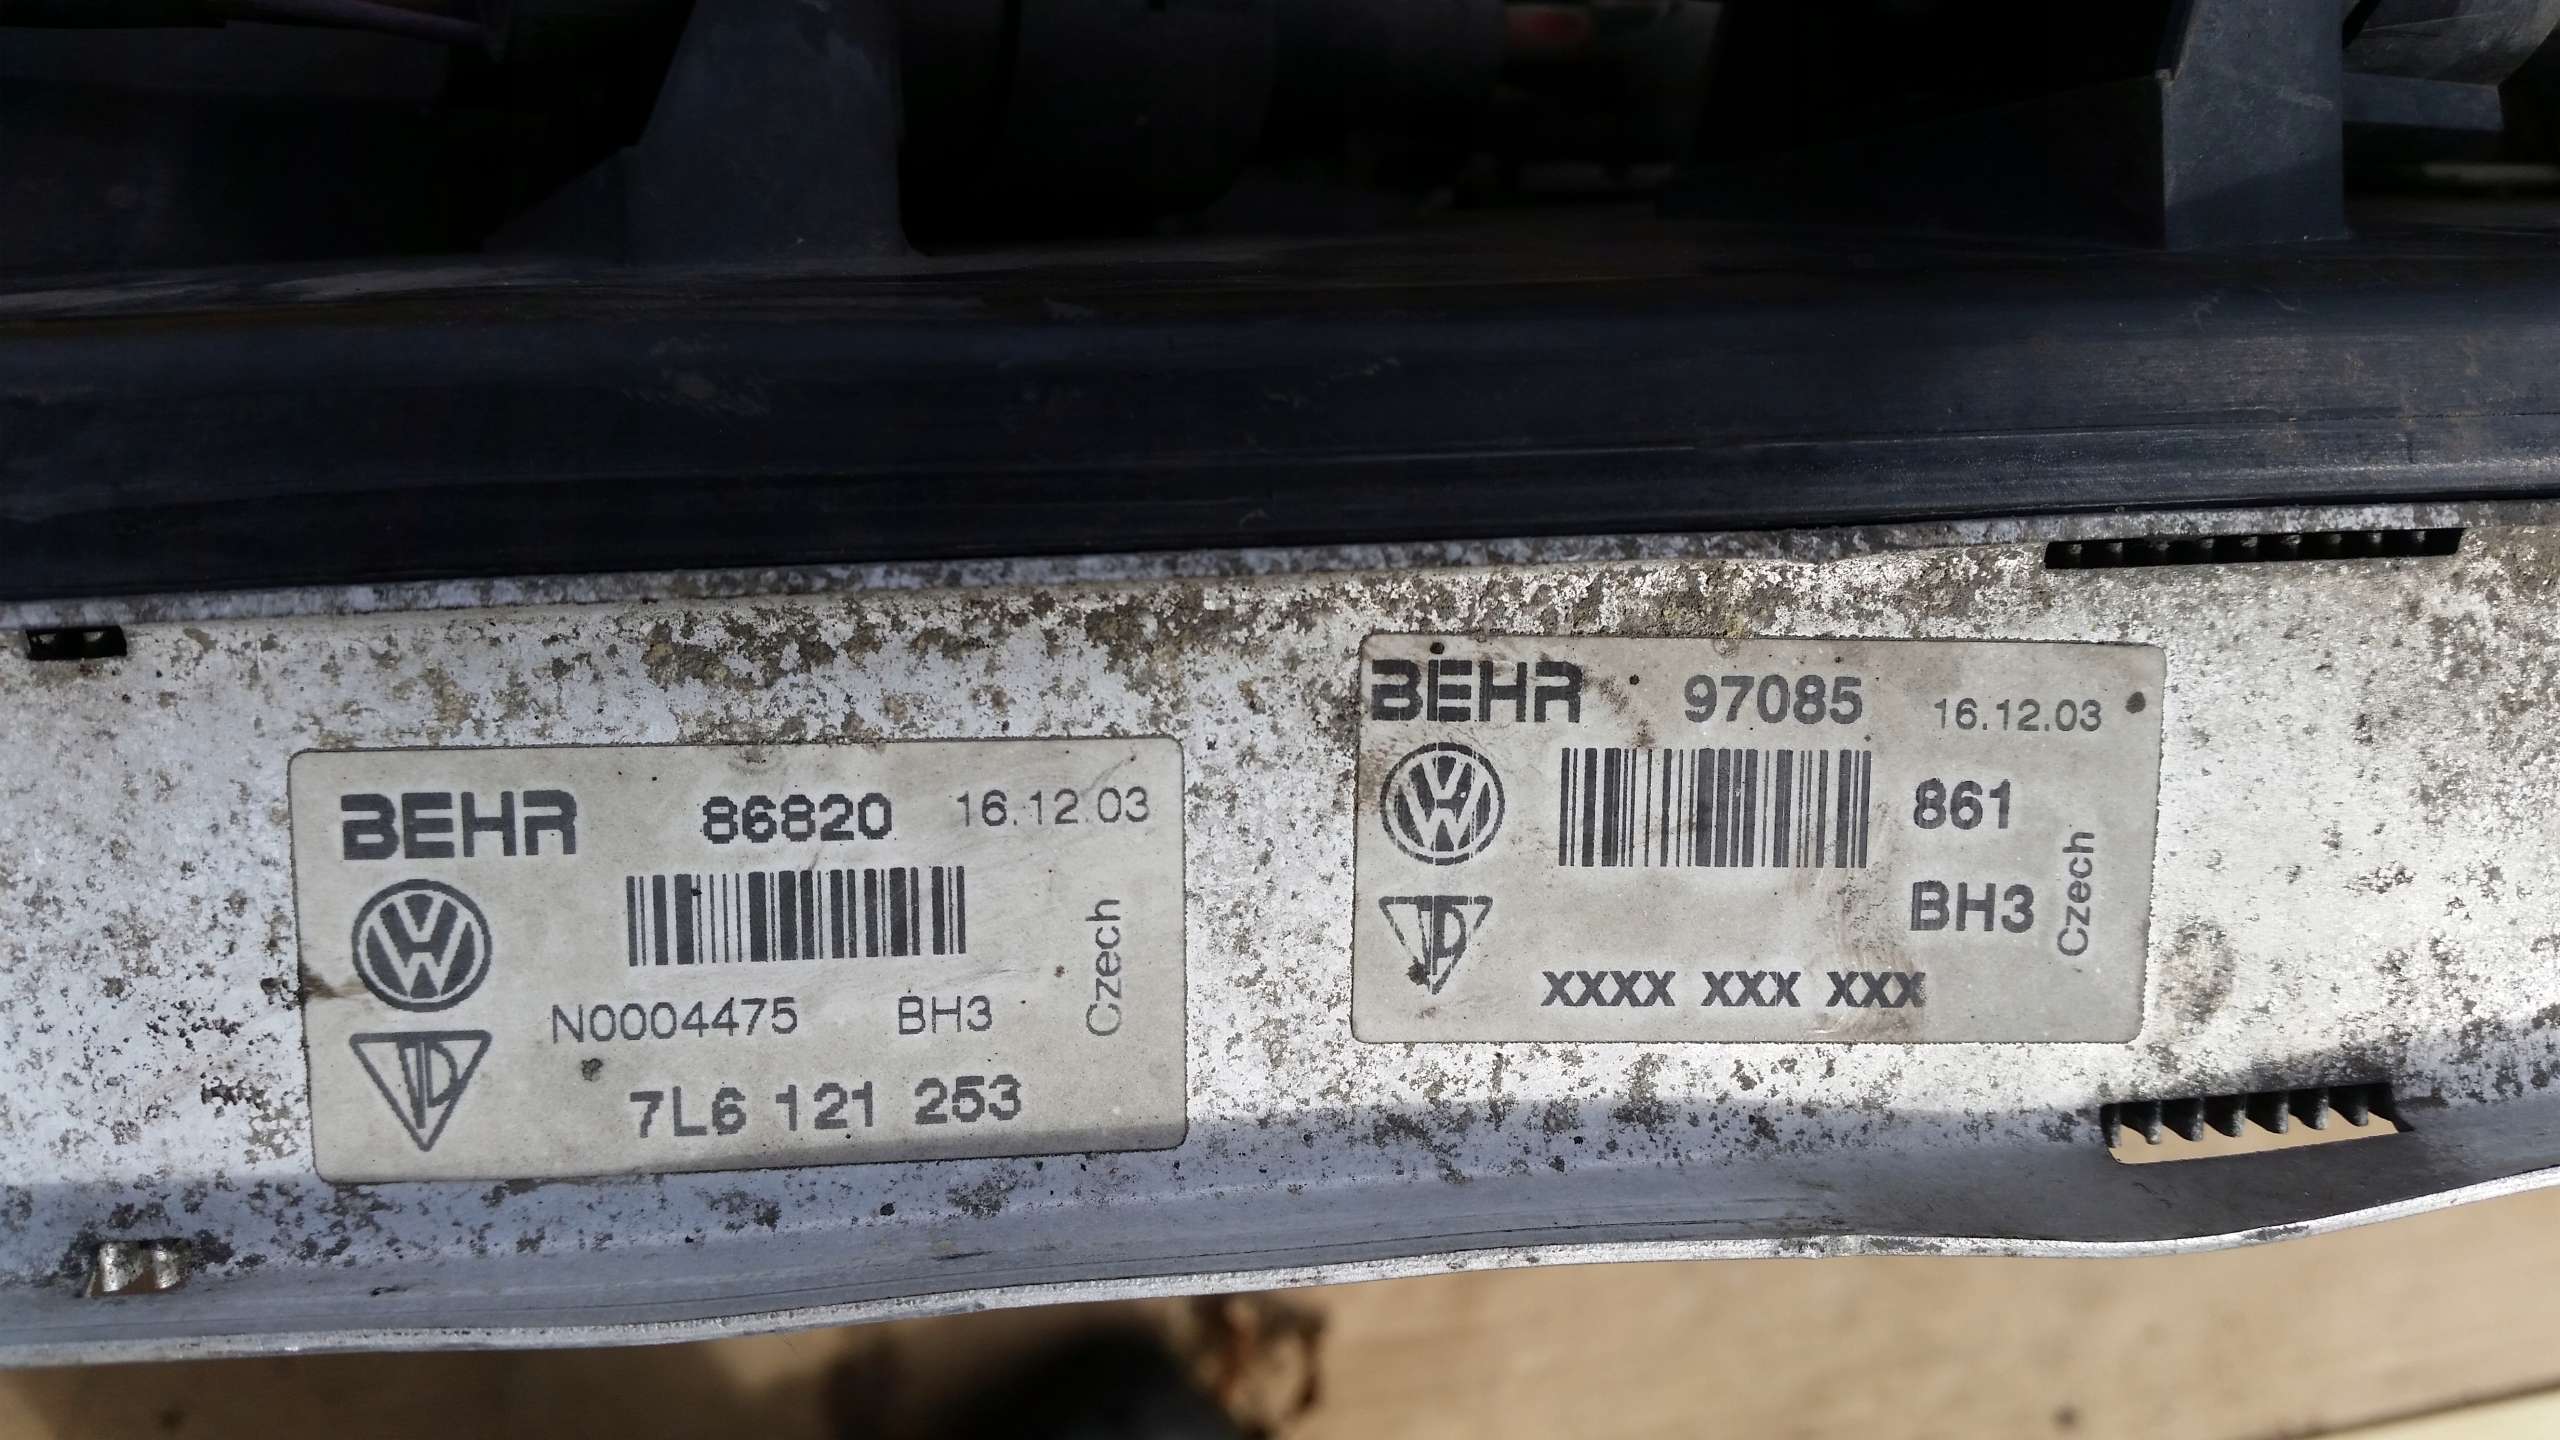 BEHR 86820 16.12.03
N0004475 BH3
Czech
7L6 121 253
BEHR 97085 16.12.03
861
BH3
Czech
XXXX XXX XXX